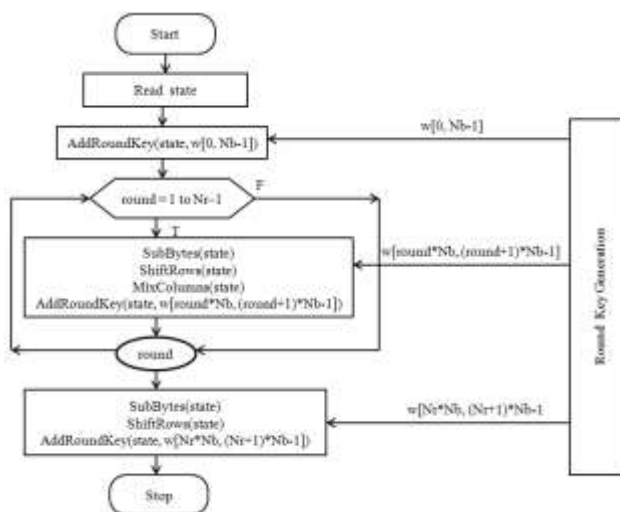 Start
Read state
AddRoundKey(state, w[0, Nb-1])
w[0, Nb-1]
round = 1 to Nr-1
F
T
SubBytes(state)
ShiftRows(state)
MixColumns(state)
AddRoundKey(state, w[round*Nb, (round+1)*Nb-1])
w[round*Nb, (round+1)*Nb-1]
round
SubBytes(state)
ShiftRows(state)
AddRoundKey(state, w[Nr*Nb, (Nr+1)*Nb-1])
w[Nr*Nb, (Nr+1)*Nb-1
Stop
Round Key Generation